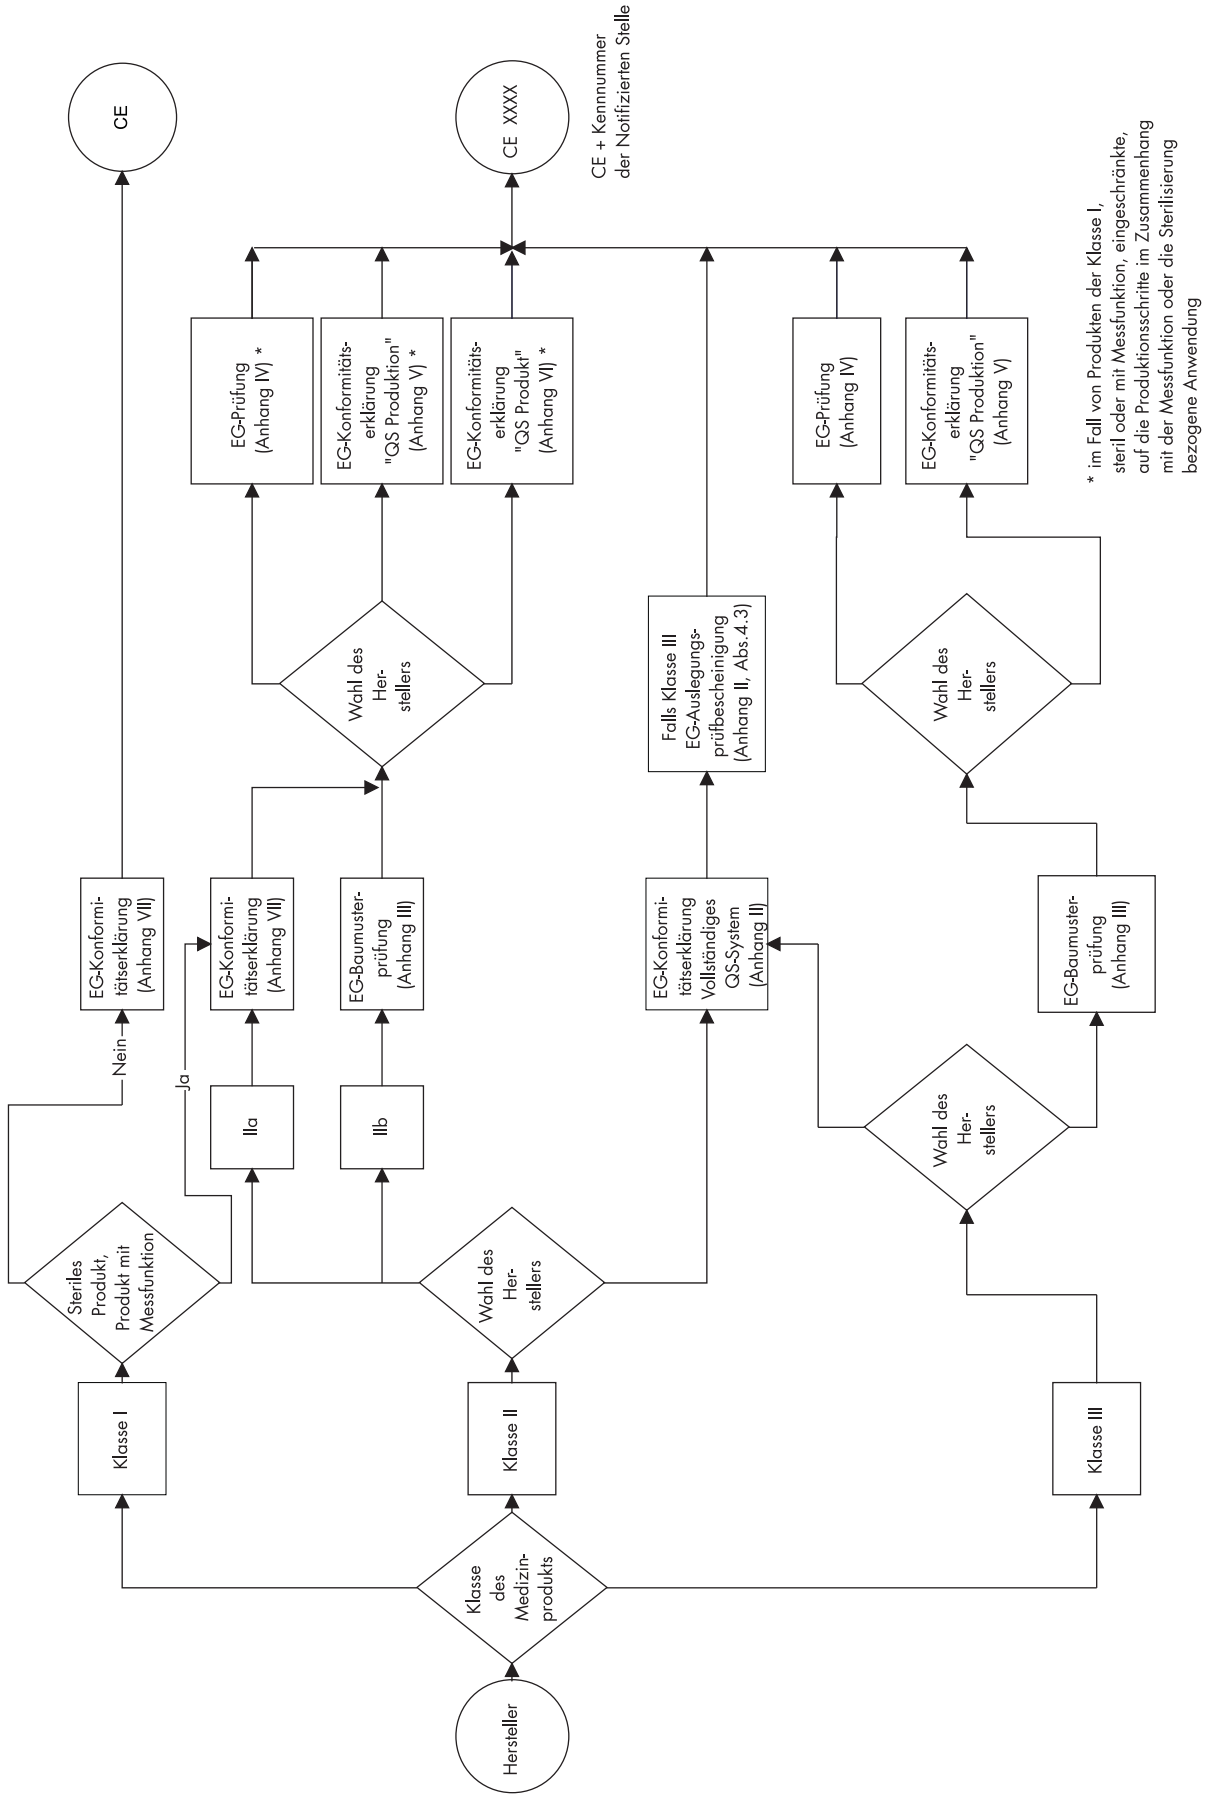 Hersteller
Klasse
des
Medizin-
produkts
Klasse I
Steriles
Produkt,
Produkt mit
Messfunktion
Nein
Ja
EG-Konformi-
tätserklärung
(Anhang VII)
CE
Klasse II
Wahl des
Her-
stellers
IIa
EG-Konformi-
tätserklärung
(Anhang VII)
IIb
EG-Baumuster-
prüfung
(Anhang III)
Wahl des
Her-
stellers
EG-Prüfung
(Anhang IV) *
EG-Konformitäts-
erklärung
"QS Produktion"
(Anhang V) *
EG-Konformitäts-
erklärung
"QS Produkt"
(Anhang VI) *
CE XXXX
CE + Kennnummer
der Notifizierten Stelle
EG-Konformi-
tätserklärung
Vollständiges
QS-System
(Anhang II)
Falls Klasse III
EG-Auslegungs-
prüfbescheinigung
(Anhang II, Abs.4.3)
Klasse III
Wahl des
Her-
stellers
EG-Baumuster-
prüfung
(Anhang III)
Wahl des
Her-
stellers
EG-Prüfung
(Anhang IV)
EG-Konformitäts-
erklärung
"QS Produktion"
(Anhang V)
* im Fall von Produkten der Klasse I,
steril oder mit Messfunktion, eingeschränkte,
auf die Produktionsschritte im Zusammenhang
mit der Messfunktion oder die Sterilisierung
bezogene Anwendung